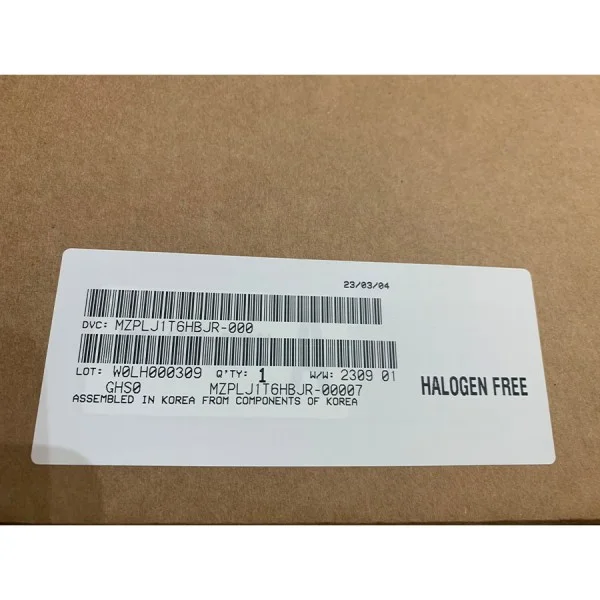 23/03/04
DVC: MZPLJ1T6HBJR-000
LOT: W0LH000309 Q'TY: 1 W/W: 2309 01
GHS0 MZPLJ1T6HBJR-00007
ASSEMBLED IN KOREA FROM COMPONENTS OF KOREA
HALOGEN FREE